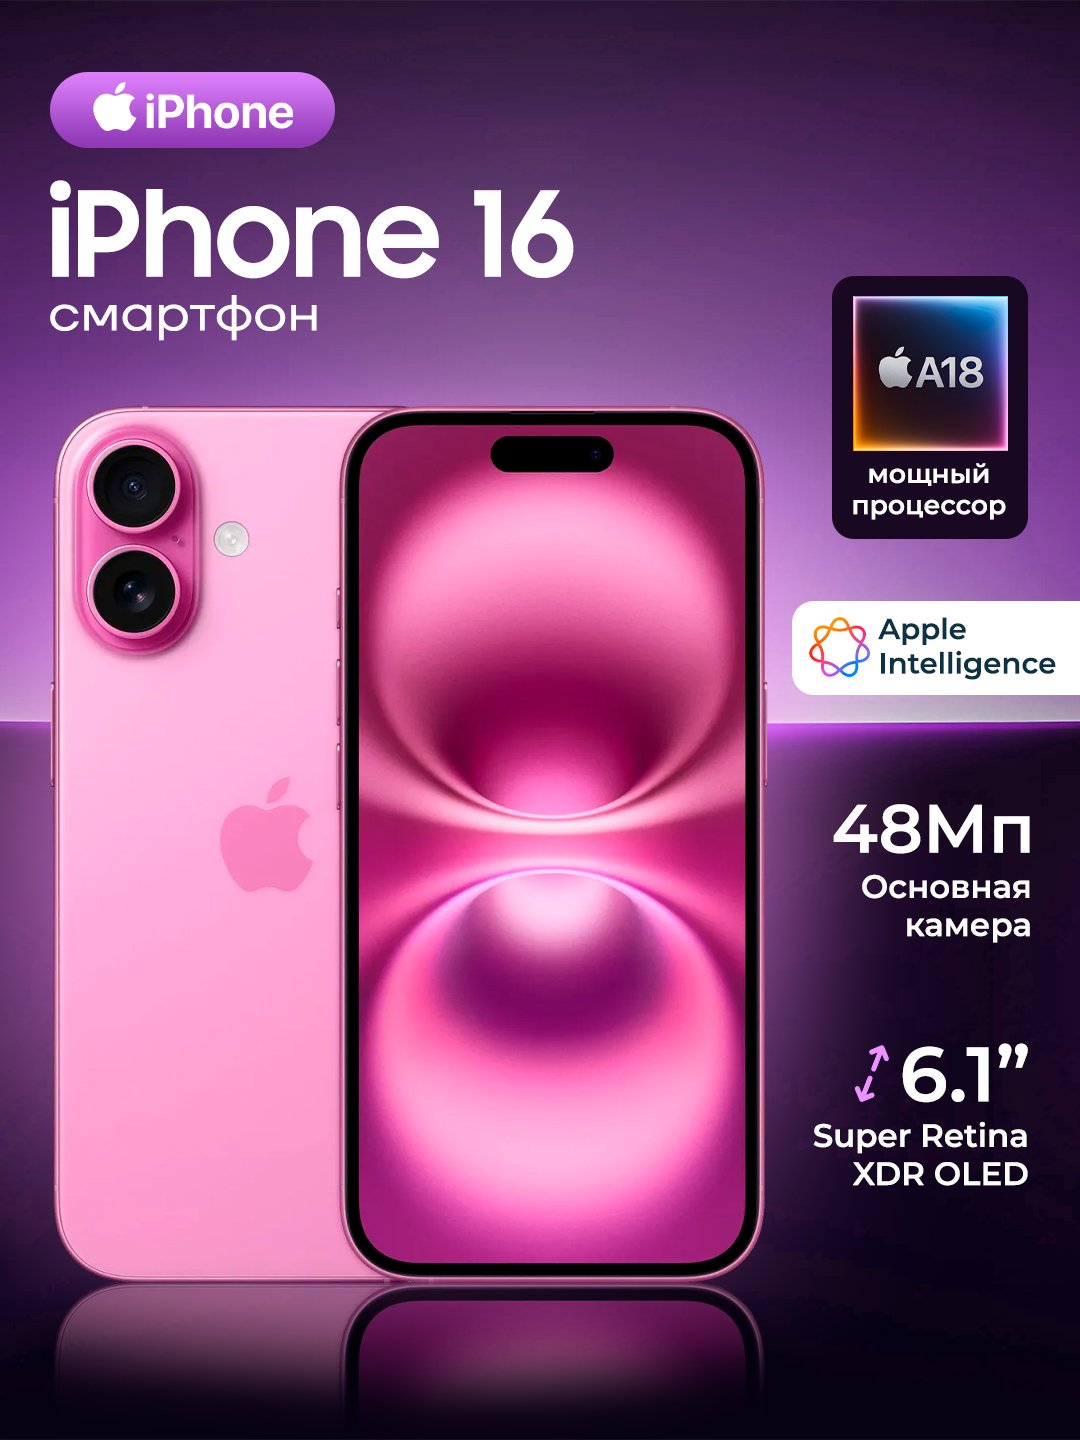 iPhone
iPhone 16
смартфон
A18
мощный
процессор
Apple
Intelligence
48Мп
Основная
камера
6.1”
Super Retina
XDR OLED